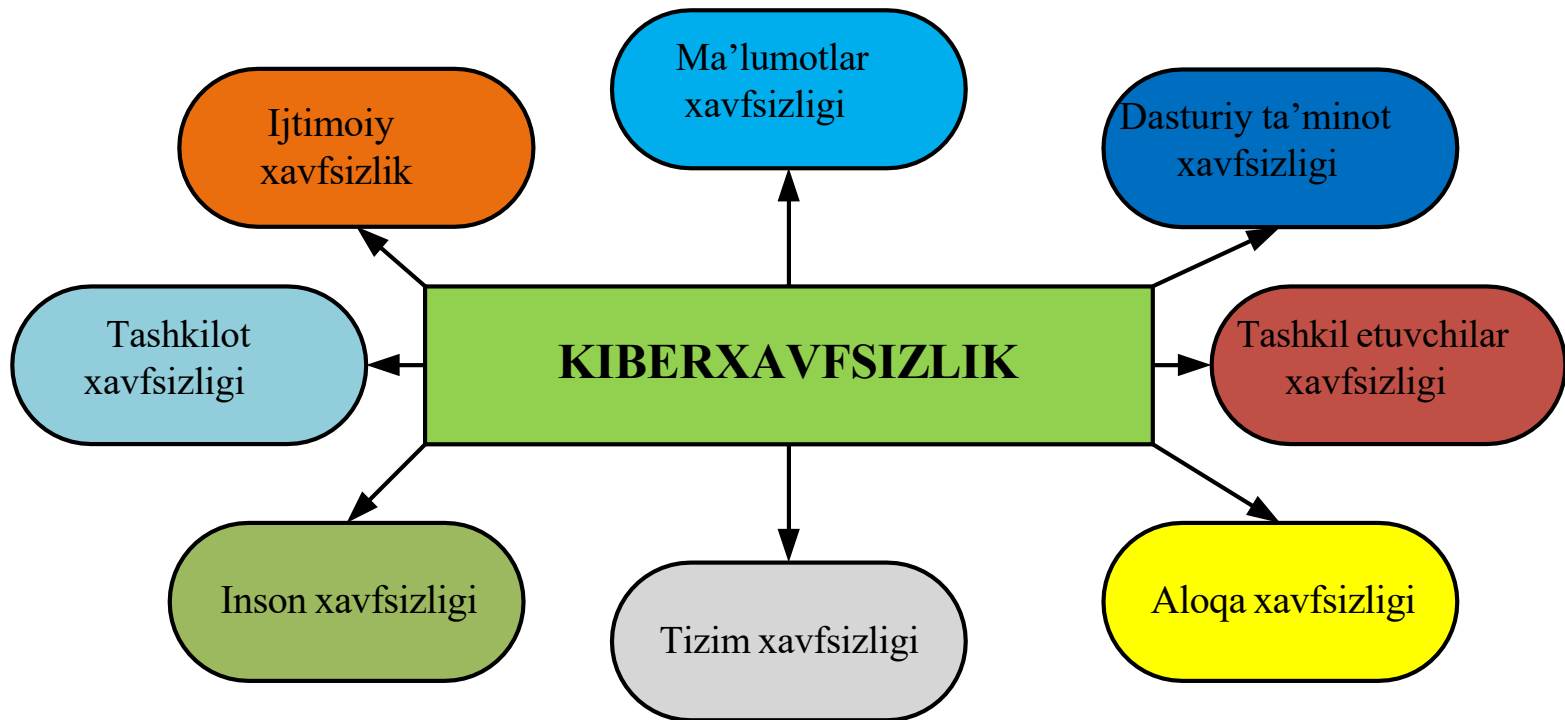 Ma’lumotlar
xavfsizligi
Ijtimoiy
xavfsizlik
Dasturiy ta’minot
xavfsizligi
Tashkilot
xavfsizligi
KIBERXAVFSIZLIK
Tashkil etuvchilar
xavfsizligi
Inson xavfsizligi
Tizim xavfsizligi
Aloqa xavfsizligi